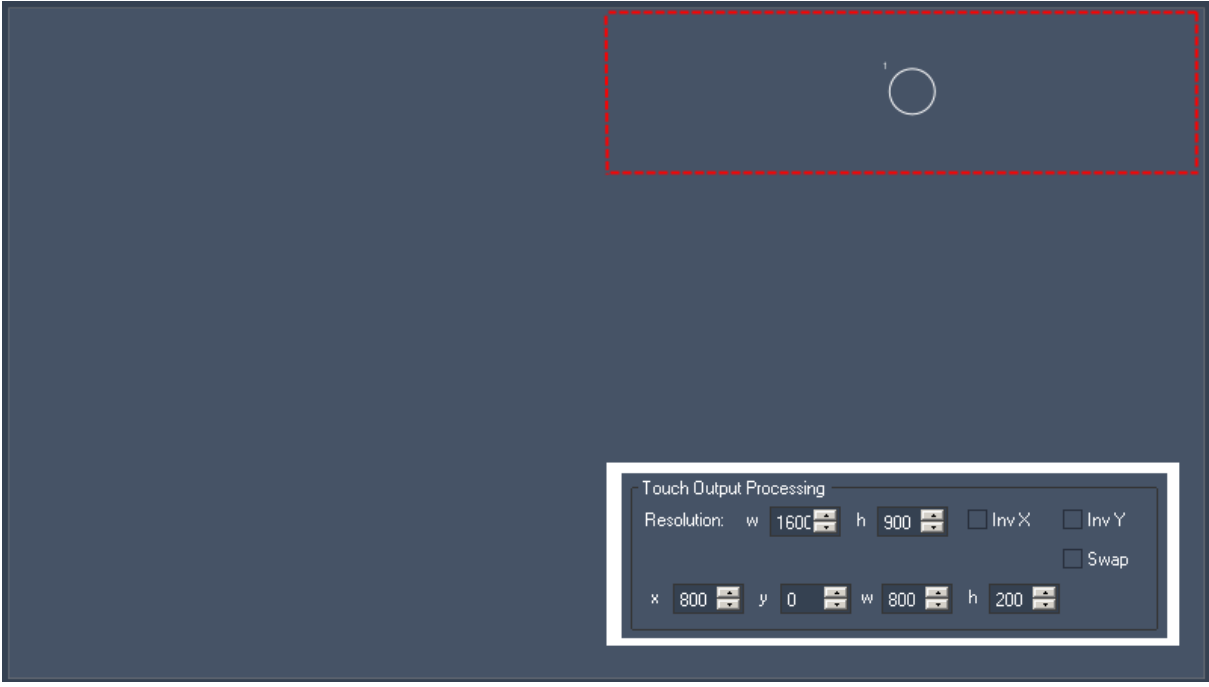 1
Touch Output Processing
Resolution: w 1600 h 900 Inv X Inv Y
Swap
x 800 y 0 w 800 h 200